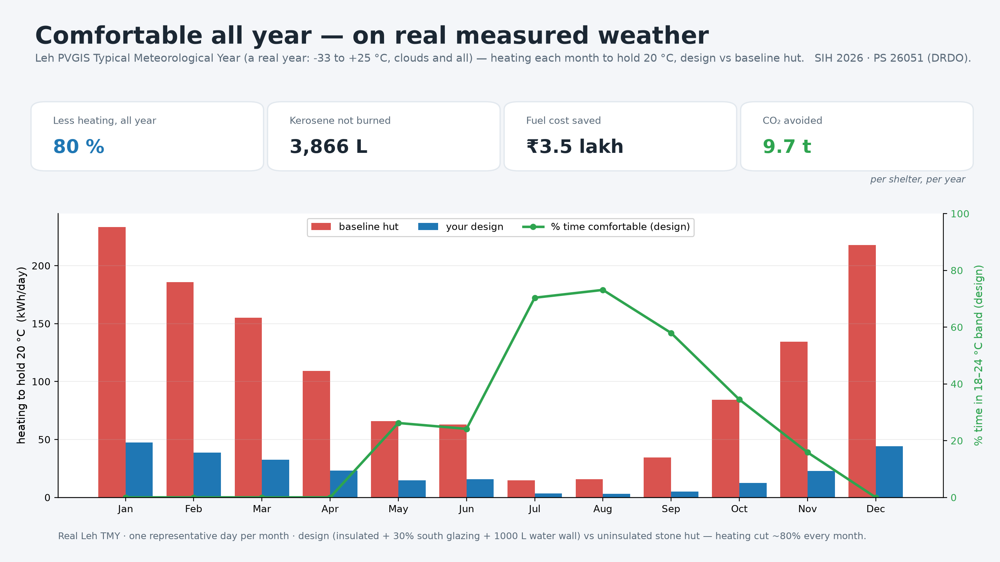 Comfortable all year — on real measured weather
Leh PVGIS Typical Meteorological Year (a real year: -33 to +25 °C, clouds and all) — heating each month to hold 20 °C, design vs baseline hut. SIH 2026 · PS 26051 (DRDO).
Less heating, all year
80 %
Kerosene not burned
3,866 L
Fuel cost saved
₹3.5 lakh
CO₂ avoided
9.7 t
per shelter, per year
baseline hut
your design
% time comfortable (design)
heating to hold 20 °C (kWh/day)
200
150
100
50
0
100
80
60
40
20
0
% time in 18–24 °C band (design)
Jan Feb Mar Apr May Jun Jul Aug Sep Oct Nov Dec
Real Leh TMY · one representative day per month · design (insulated + 30% south glazing + 1000 L water wall) vs uninsulated stone hut — heating cut ~80% every month.